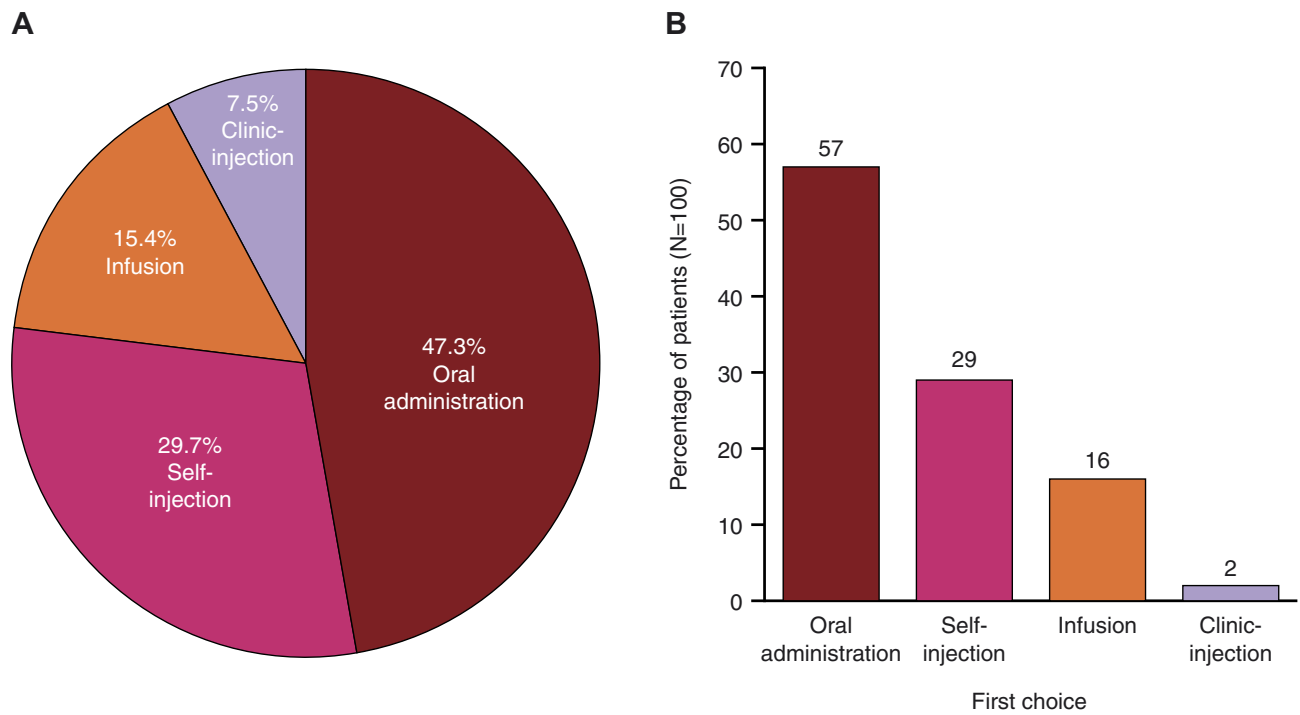 A
7.5%
Clinic-
injection
15.4%
Infusion
47.3%
Oral
administration
29.7%
Self-
injection
B
Percentage of patients (N=100)
70
60
50
40
30
20
10
0
57
29
16
2
Oral
administration
Self-
injection
Infusion
Clinic-
injection
First choice